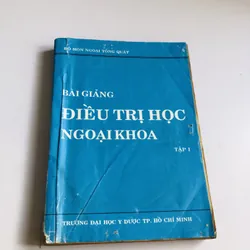 BỘ MÔN NGOẠI TỔNG QUÁT
BÀI GIẢNG
ĐIỀU TRỊ HỌC
NGOẠI KHOA
TẬP 1
TRƯỜNG ĐẠI HỌC Y DƯỢC TP. HỒ CHÍ MINH